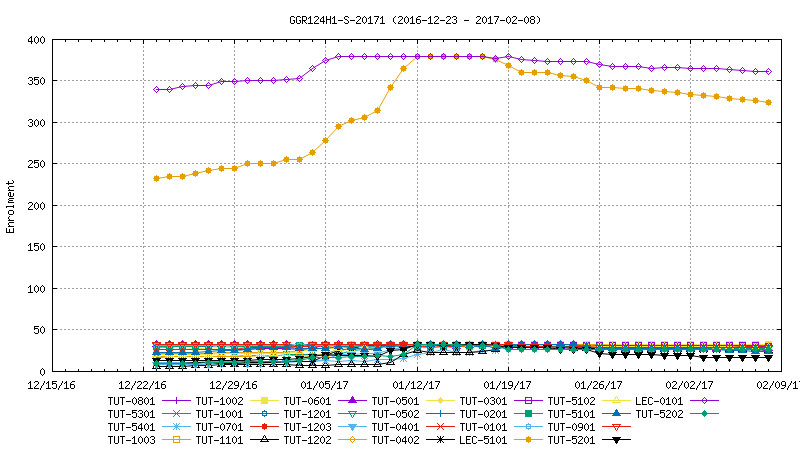 GGR124H1-S-20171 (2016-12-23 - 2017-02-08)
400
350
300
250
200
150
100
50
0
Enrolment
12/15/16 12/22/16 12/29/16 01/05/17 01/12/17 01/19/17 01/26/17 02/02/17 02/09/17
TUT-0801 TUT-1002 TUT-0601 TUT-0501 TUT-0301 TUT-5102 LEC-0101
TUT-5301 TUT-1001 TUT-1201 TUT-0502 TUT-0201 TUT-5101 TUT-5202
TUT-5401 TUT-0701 TUT-1203 TUT-0401 TUT-0101 TUT-0901
TUT-1003 TUT-1101 TUT-1202 TUT-0402 LEC-5101 TUT-5201